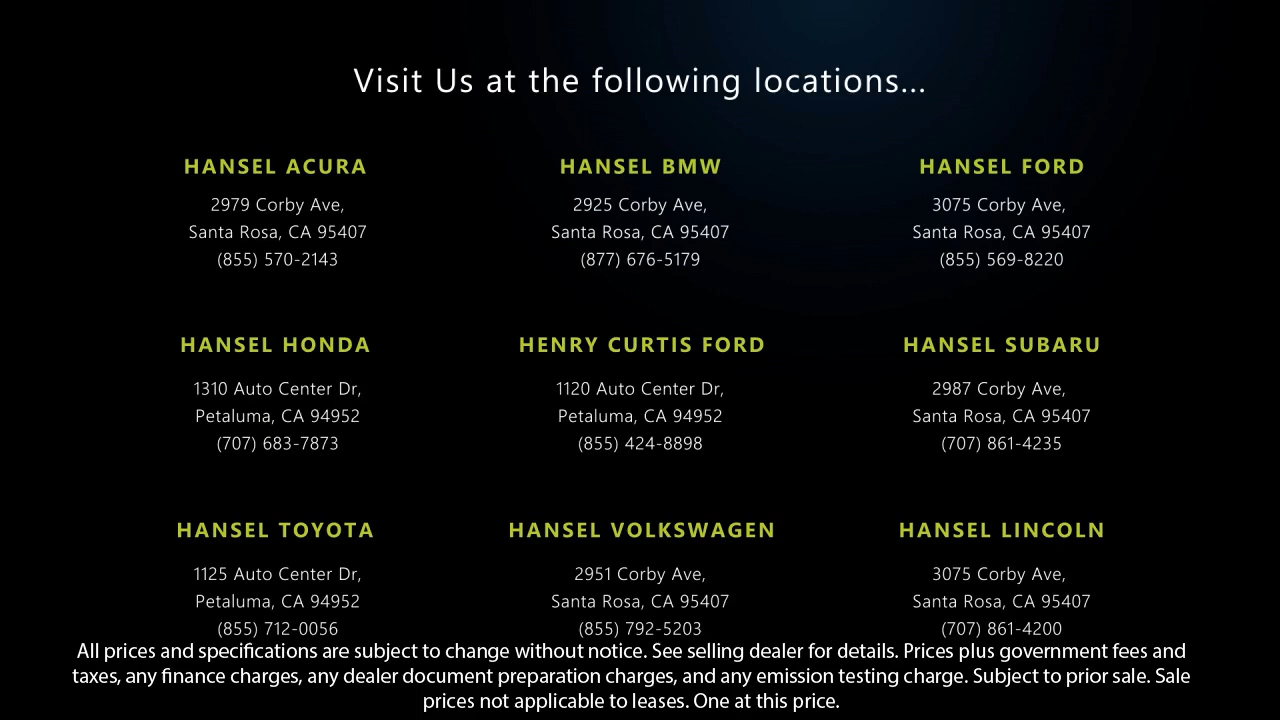 Visit Us at the following locations...
HANSEL ACURA
2979 Corby Ave,
Santa Rosa, CA 95407
(855) 570-2143
HANSEL BMW
2925 Corby Ave,
Santa Rosa, CA 95407
(877) 676-5179
HANSEL FORD
3075 Corby Ave,
Santa Rosa, CA 95407
(855) 569-8220
HANSEL HONDA
1310 Auto Center Dr,
Petaluma, CA 94952
(707) 683-7873
HENRY CURTIS FORD
1120 Auto Center Dr,
Petaluma, CA 94952
(855) 424-8898
HANSEL SUBARU
2987 Corby Ave,
Santa Rosa, CA 95407
(707) 861-4235
HANSEL TOYOTA
1125 Auto Center Dr,
Petaluma, CA 94952
(855) 712-0056
HANSEL VOLKSWAGEN
2951 Corby Ave,
Santa Rosa, CA 95407
(855) 792-5203
HANSEL LINCOLN
3075 Corby Ave,
Santa Rosa, CA 95407
(707) 861-4200
All prices and specifications are subject to change without notice. See selling dealer for details. Prices plus government fees and
taxes, any finance charges, any dealer document preparation charges, and any emission testing charge. Subject to prior sale. Sale
prices not applicable to leases. One at this price.